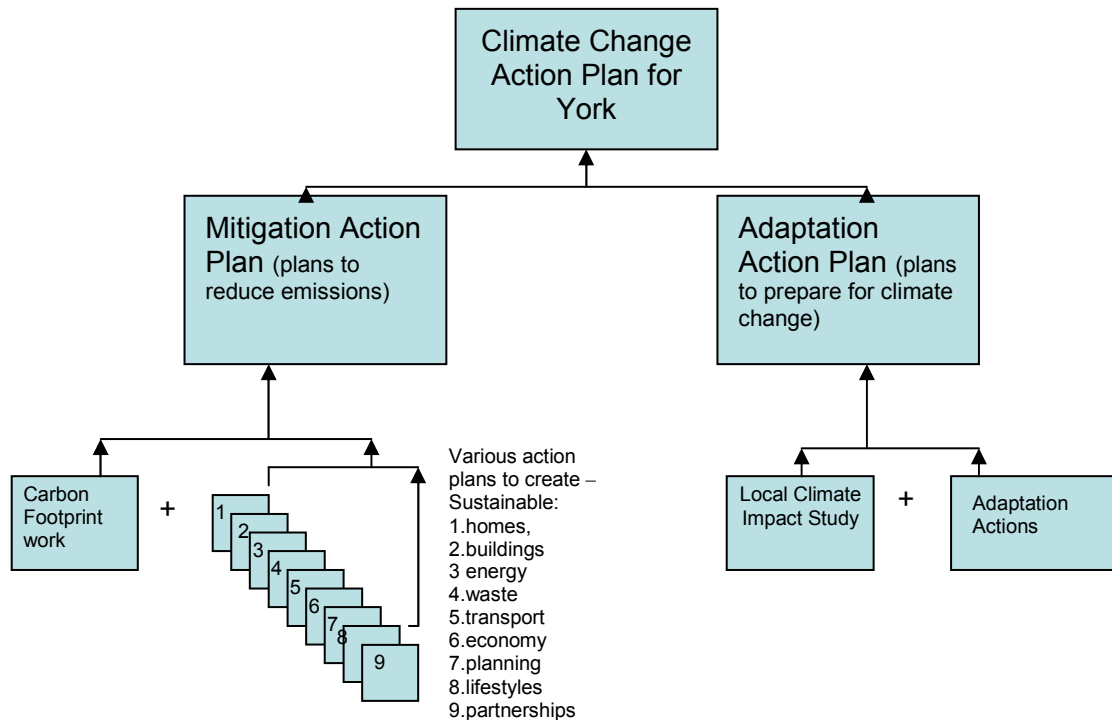 Climate Change
Action Plan for
York
Mitigation Action
Plan (plans to
reduce emissions)
Adaptation
Action Plan (plans
to prepare for climate
change)
Carbon
Footprint
work
+
1
2
3
4
5
6
7
8
9
Various action
plans to create –
Sustainable:
1.homes,
2.buildings
3 energy
4.waste
5.transport
6.economy
7.planning
8.lifestyles
9.partnerships
Local Climate
Impact Study
+
Adaptation
Actions